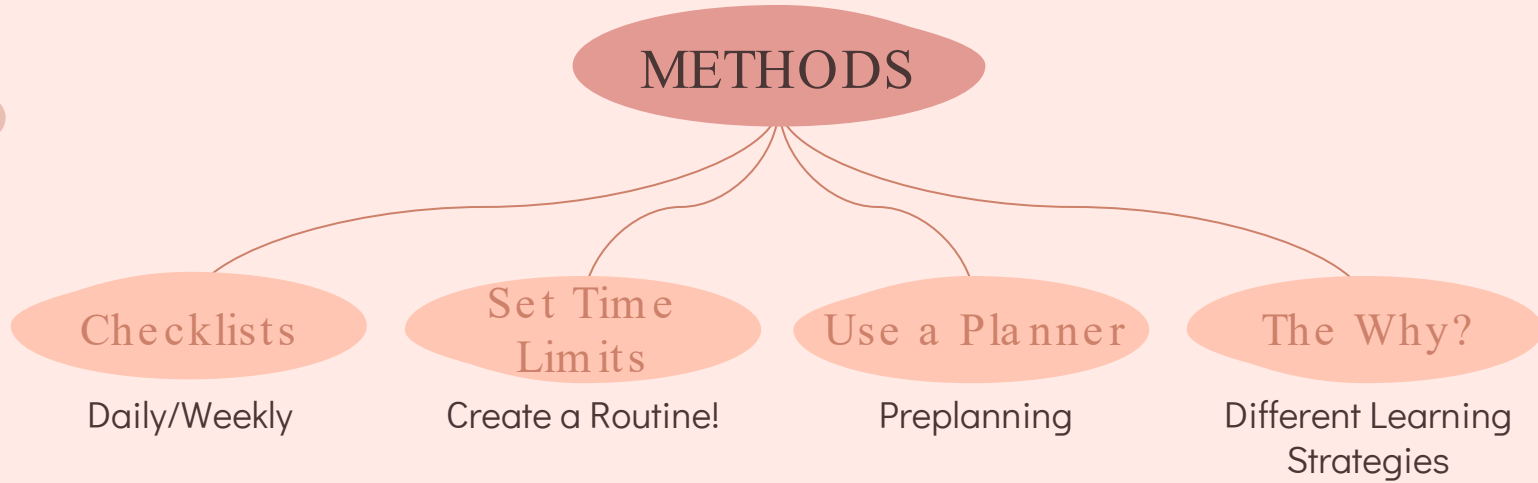 METHODS
Checklists
Set Time
Limits
Use a Planner
The Why?
Daily/Weekly
Create a Routine!
Preplanning
Different Learning
Strategies